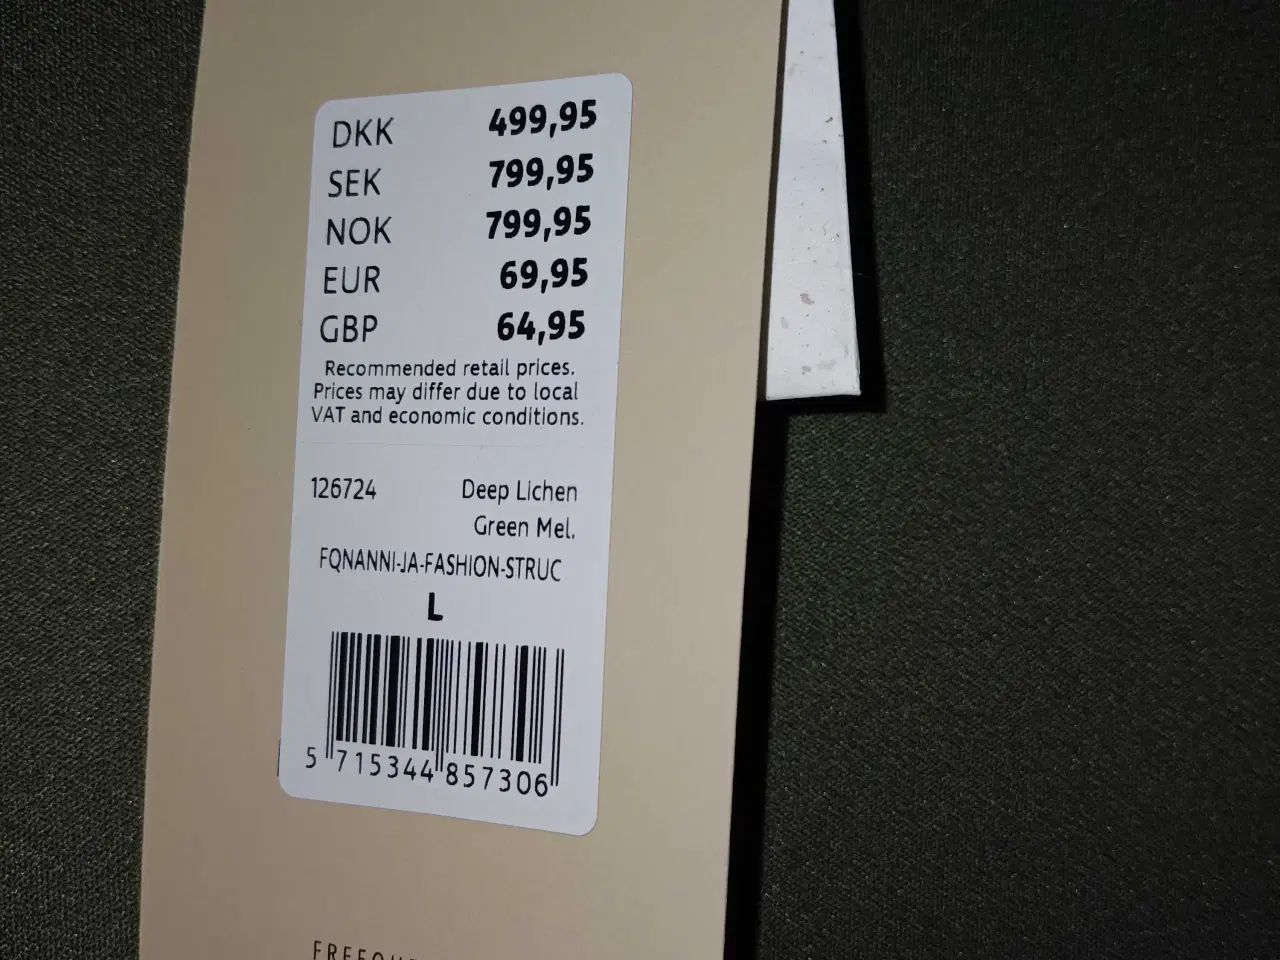 DKK 499,95
SEK 799,95
NOK 799,95
EUR 69,95
GBP 64,95
Recommended retail prices.
Prices may differ due to local
VAT and economic conditions.
126724 Deep Lichen
Green Mel.
FQNANNI-JA-FASHION-STRUC
L
5 715344 857306